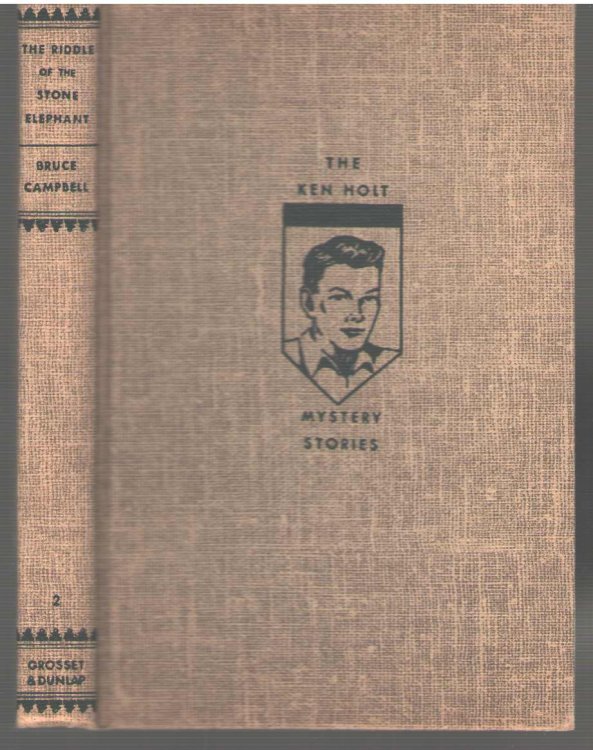 THE RIDDLE
OF THE
STONE
ELEPHANT
BRUCE
CAMPBELL
2
GROSSET
& DUNLAP
THE
KEN HOLT
MYSTERY
STORIES